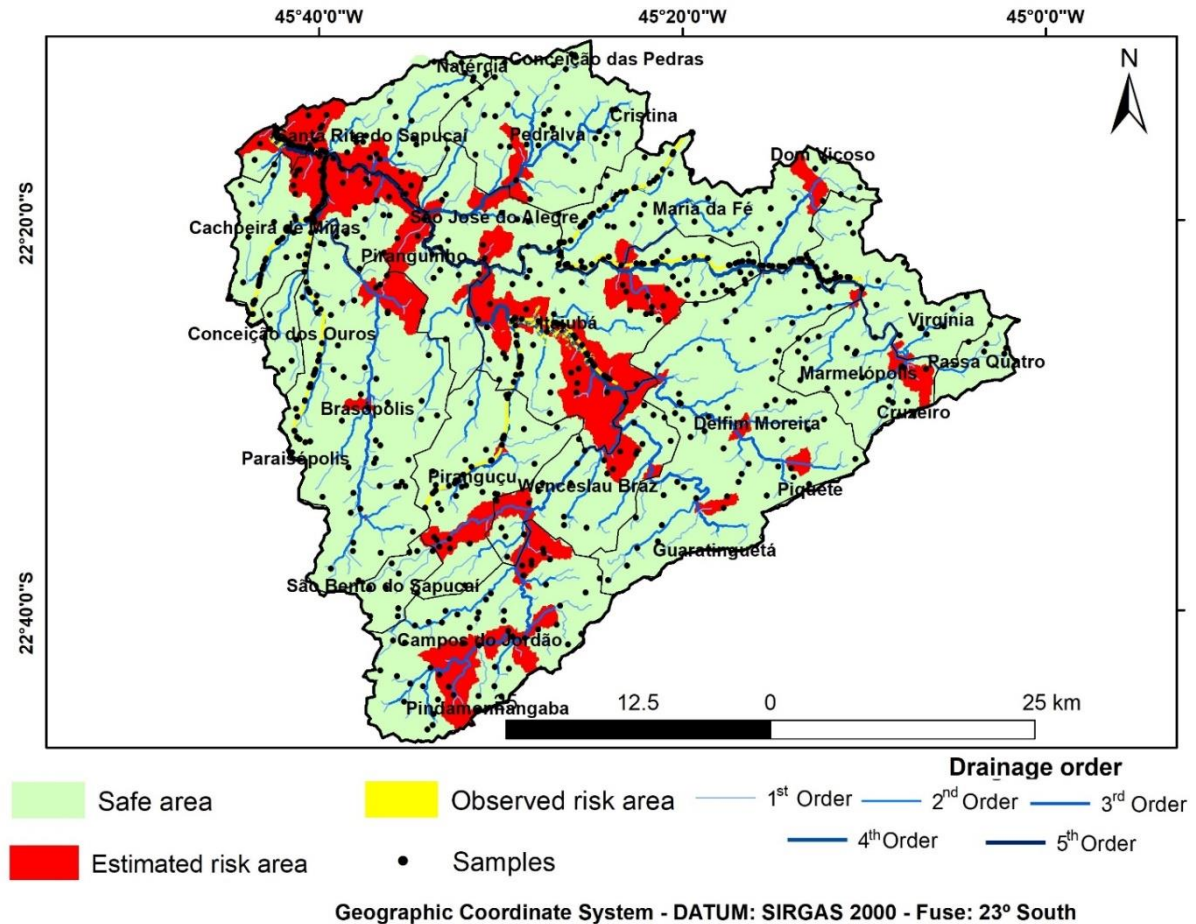 45°40'0"W 45°20'0"W 45°0'0"W
N
Conceição das Pedras
Natércia
Cristina
Santa Rita do Sapucaí
Pedralva
Dom Viçoso
22°20'0"S
Maria da Fé
São José do Alegre
Cachoeira de Minas
Piranguinho
Virgínia
Itajubá
Conceição dos Ouros
Passa Quatro
Marmelópolis
Brasópolis
Cruzeiro
Delfim Moreira
Paraisópolis
Piranguçu
Wenceslau Braz
Piquete
Guaratinguetá
São Bento do Sapucaí
22°40'0"S
Campos do Jordão
Pindamonhangaba
12.5 0 25 km
Drainage order
Safe area Observed risk area 1st Order 2nd Order 3rd Order
4th Order 5th Order
Estimated risk area Samples
Geographic Coordinate System - DATUM: SIRGAS 2000 - Fuse: 23º South